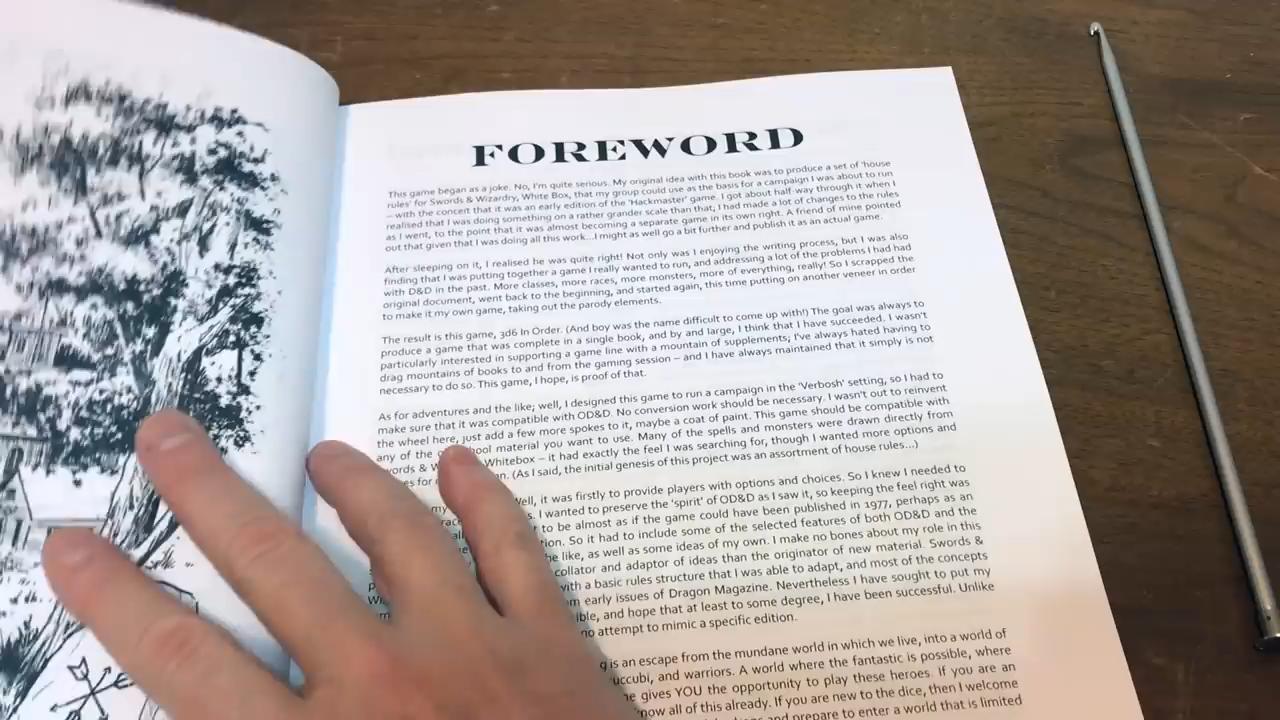 FOREWORD
This game began as a joke. No, I'm quite serious. My original idea with this book was to produce a set of 'house
rules' for Swords & Wizardry, White Box, that my group could use as the basis for a campaign I was about to run
– with the conceit that it was an early edition of the 'Hackmaster' game. I got about half-way through it when I
realised that I was doing something on a rather grander scale than that, I had made a lot of changes to the rules
as I went, to the point that it was almost becoming a separate game in its own right. A friend of mine pointed
out that given that I was doing all this work...I might as well go a bit further and publish it as an actual game.
After sleeping on it, I realised he was quite right! Not only was I enjoying the writing process, but I was also
finding that I was putting together a game I really wanted to run, and addressing a lot of the problems I had had
with D&D in the past. More classes, more races, more monsters, more of everything, really! So I scrapped the
original document, went back to the beginning, and started again, this time putting on another veneer in order
to make it my own game, taking out the parody elements.
The result is this game, 3d6 In Order. (And boy was the name difficult to come up with!) The goal was always to
produce a game that was complete in a single book, and by and large, I think that I have succeeded. I wasn't
particularly interested in supporting a game line with a mountain of supplements; I've always hated having to
drag mountains of books to and from the gaming session – and I have always maintained that it simply is not
necessary to do so. This game, I hope, is proof of that.
As for adventures and the like; well, I designed this game to run a campaign in the 'Verbosh' setting, so I had to
make sure that it was compatible with OD&D. No conversion work should be necessary. I wasn't out to reinvent
the wheel here, just add a few more spokes to it, maybe a coat of paint. This game should be compatible with
any of the material you want to use. Many of the spells and monsters were drawn directly from
Whitebox – it had exactly the feel I was searching for, though I wanted more options and
for (As I said, the initial genesis of this project was an assortment of house rules...)
my Well, it was firstly to provide players with options and choices. So I knew I needed to
I wanted to preserve the 'spirit' of OD&D as I saw it, so keeping the feel right was
to be almost as if the game could have been published in 1977, perhaps as an
So it had to include some of the selected features of both OD&D and the
the like, as well as some ideas of my own. I make no bones about my role in this
collator and adaptor of ideas than the originator of new material. Swords &
with a basic rules structure that I was able to adapt, and most of the concepts
early issues of Dragon Magazine. Nevertheless I have sought to put my
and hope that at least to some degree, I have been successful. Unlike
no attempt to mimic a specific edition.
is an escape from the mundane world in which we live, into a world of
and warriors. A world where the fantastic is possible, where
gives YOU the opportunity to play these heroes. If you are an
all of this already. If you are new to the dice, then I welcome
and prepare to enter a world that is limited